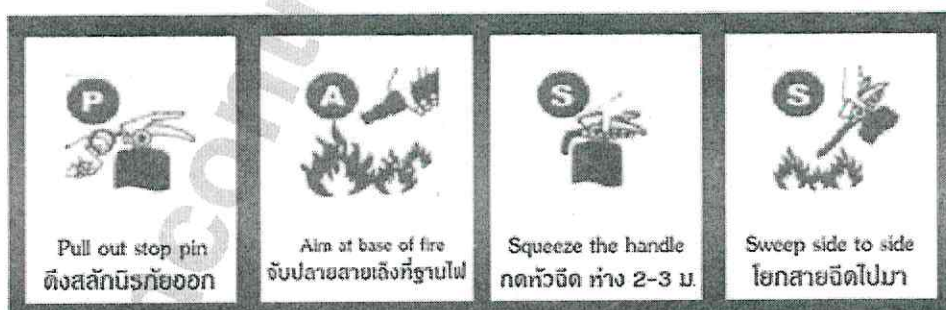 P
Pull out stop pin
ดึงสลักนิรภัยออก
A
Aim at base of fire
จับปลายสายเล็งที่ฐานไฟ
S
Squeeze the handle
กดหัวฉีด ห่าง 2-3 ม.
S
Sweep side to side
โยกสายฉีดไปมา